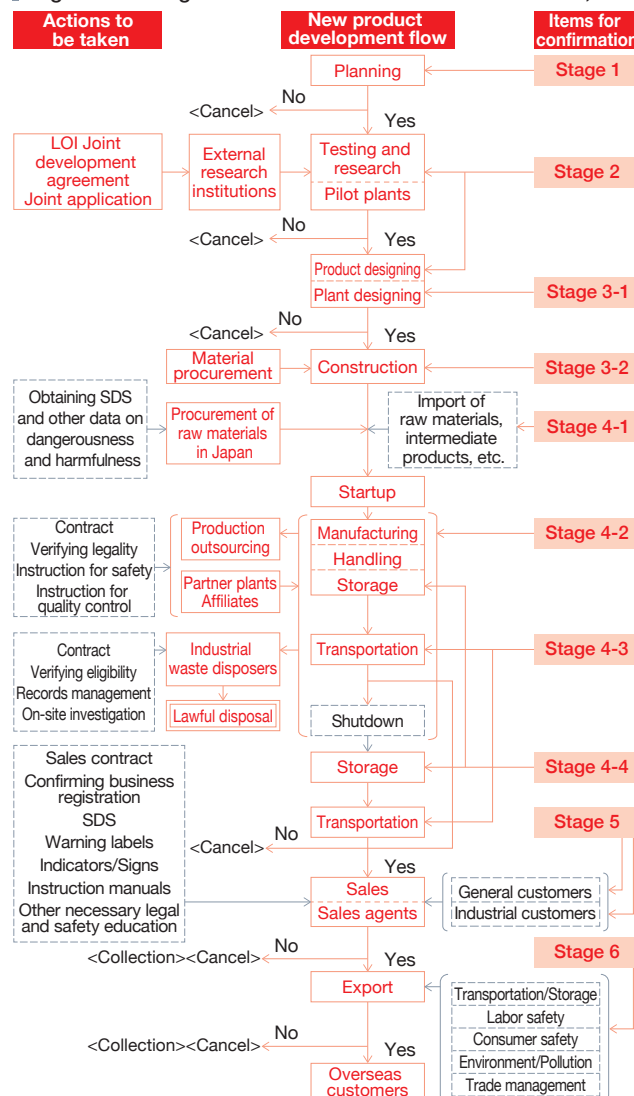 Actions to
be taken
New product
development flow
Items for
confirmation
Planning
Stage 1
No
<Cancel>
Yes
LOI Joint
development
agreement
Joint application
External
research
institutions
Testing and
research
Pilot plants
Stage 2
No
<Cancel>
Yes
Product designing
Plant designing
Stage 3-1
No
<Cancel>
Yes
Material
procurement
Construction
Stage 3-2
Obtaining SDS
and other data on
dangerousness
and harmfulness
Procurement of
raw materials
in Japan
Import of
raw materials,
intermediate
products, etc.
Stage 4-1
Startup
Contract
Verifying legality
Instruction for safety
Instruction for
quality control
Production
outsourcing
Partner plants
Affiliates
Manufacturing
Handling
Storage
Stage 4-2
Contract
Verifying eligibility
Records management
On-site investigation
Industrial
waste disposers
Lawful disposal
Transportation
Stage 4-3
Shutdown
Storage
Stage 4-4
Sales contract
Confirming business
registration
SDS
Warning labels
Indicators/Signs
Instruction manuals
Other necessary legal
and safety education
Transportation
Stage 5
No
<Cancel>
Yes
Sales
Sales agents
General customers
Industrial customers
No
<Collection><Cancel>
Yes
Stage 6
Export
Transportation/Storage
Labor safety
Consumer safety
Environment/Pollution
Trade management
No
<Collection><Cancel>
Yes
Overseas
customers